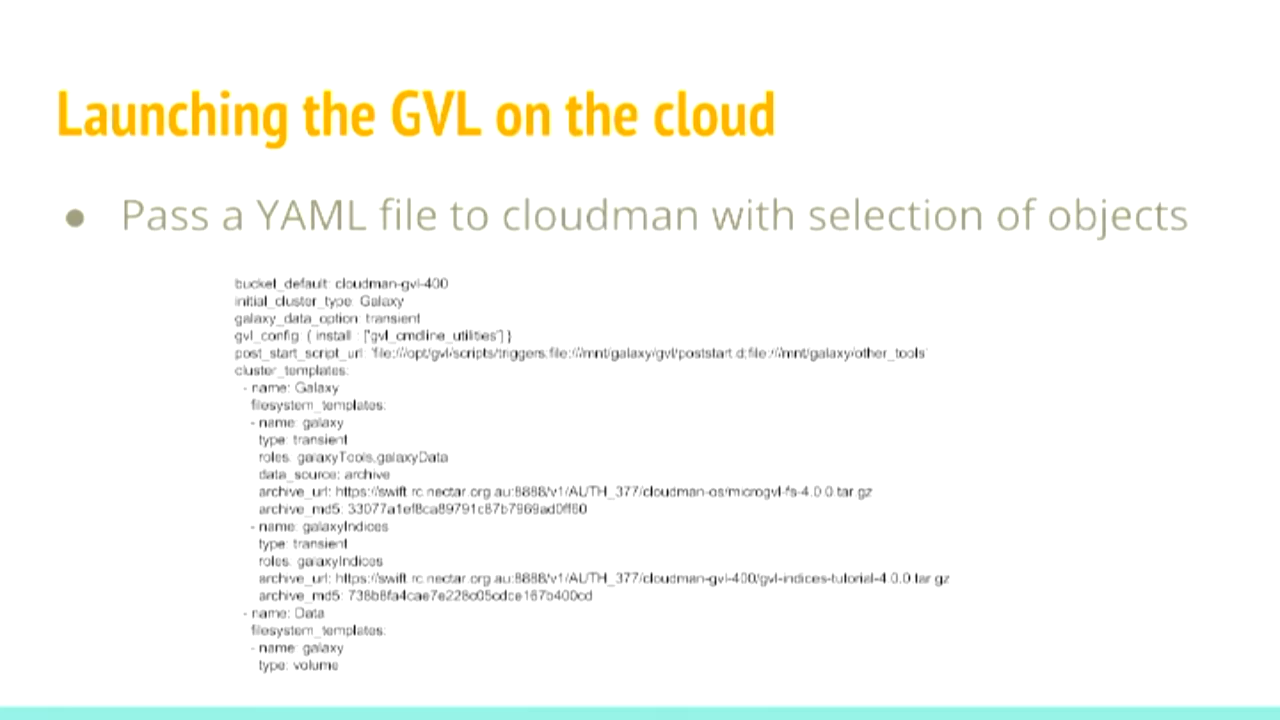 Launching the GVL on the cloud
● Pass a YAML file to cloudman with selection of objects
bucket_default: cloudman-gvl-400
initial_cluster_type: Galaxy
galaxy_data_option: transient
gvl_config: { install : ["gvl_cmdline_utilities"] }
post_start_script_url: 'file:///opt/gvl/scripts/triggers;file:///mnt/galaxy/gvl/poststart.d;file:///mnt/galaxy/other_tools'
cluster_templates:
- name: Galaxy
filesystem_templates:
- name: galaxy
type: transient
roles: galaxyTools,galaxyData
data_source: archive
archive_url: https://swift.rc.nectar.org.au:8888/v1/AUTH_377/cloudman-os/microgvl-fs-4.0.0.tar.gz
archive_md5: 33077a1ef8ca89791c87b7969ad0ff60
- name: galaxyIndices
type: transient
roles: galaxyIndices
archive_url: https://swift.rc.nectar.org.au:8888/v1/AUTH_377/cloudman-gvl-400/gvl-indices-tutorial-4.0.0.tar.gz
archive_md5: 738b8fa4cae7e228c05cdce167b400cd
- name: Data
filesystem_templates:
- name: galaxy
type: volume